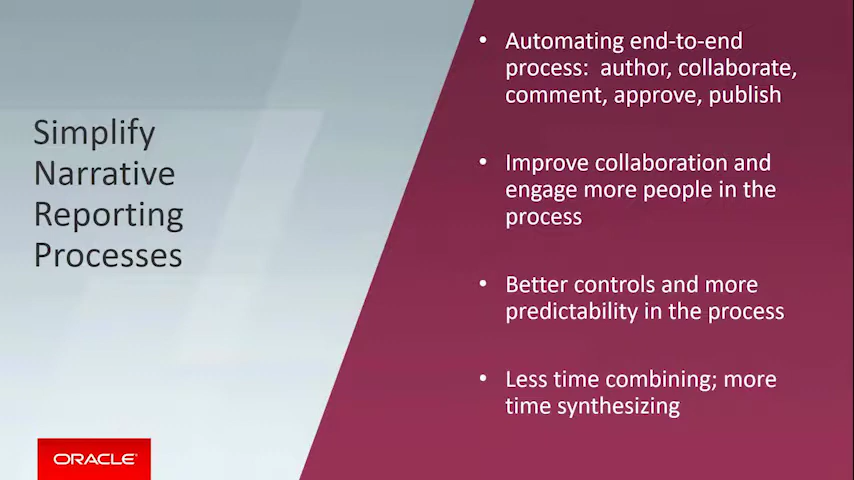 Simplify
Narrative
Reporting
Processes
• Automating end-to-end
process:  author, collaborate,
comment, approve, publish
• Improve collaboration and
engage more people in the
process
• Better controls and more
predictability in the process
• Less time combining; more
time synthesizing
ORACLE